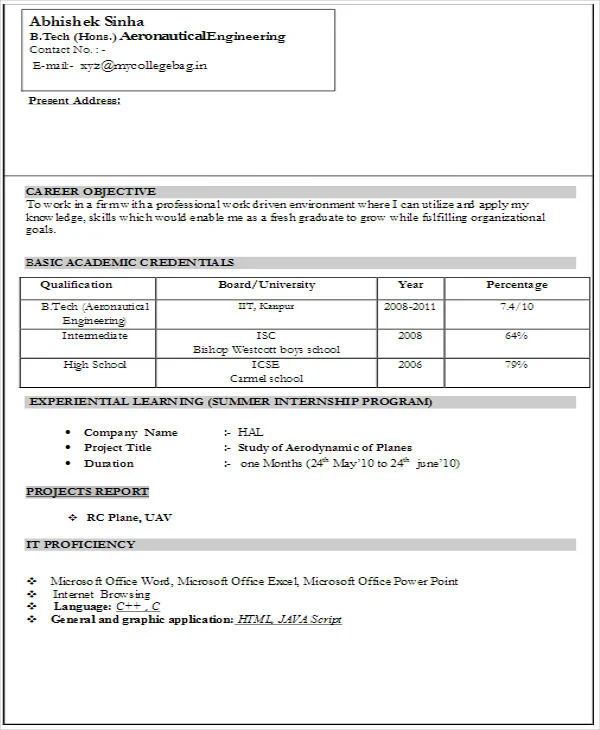 Abhishek Sinha
B.Tech (Hons.) Aeronautical Engineering
Contact No. : -
E-mail:- xyz@mycollegebag.in
Present Address:
CAREER OBJECTIVE
To work in a firm with a professional work driven environment where I can utilize and apply my
knowledge, skills which would enable me as a fresh graduate to grow while fulfilling organizational
goals.
BASIC ACADEMIC CREDENTIALS
Qualification Board/University Year Percentage
B.Tech (Aeronautical IIT, Kanpur 2008-2011 7.4/10
Engineering)
Intermediate ISC 2008 64%
Bishop Westcott boys school
High School ICSE 2006 79%
Carmel school
EXPERIENTIAL LEARNING (SUMMER INTERNSHIP PROGRAM)
• Company Name :- HAL
• Project Title :- Study of Aerodynamic of Planes
• Duration :- one Months (24th May'10 to 24th june'10)
PROJECTS REPORT
❖ RC Plane, UAV
IT PROFICIENCY
❖ Microsoft Office Word, Microsoft Office Excel, Microsoft Office Power Point
❖ Internet Browsing
❖ Language: C++ , C
❖ General and graphic application: HTML, JAVA Script